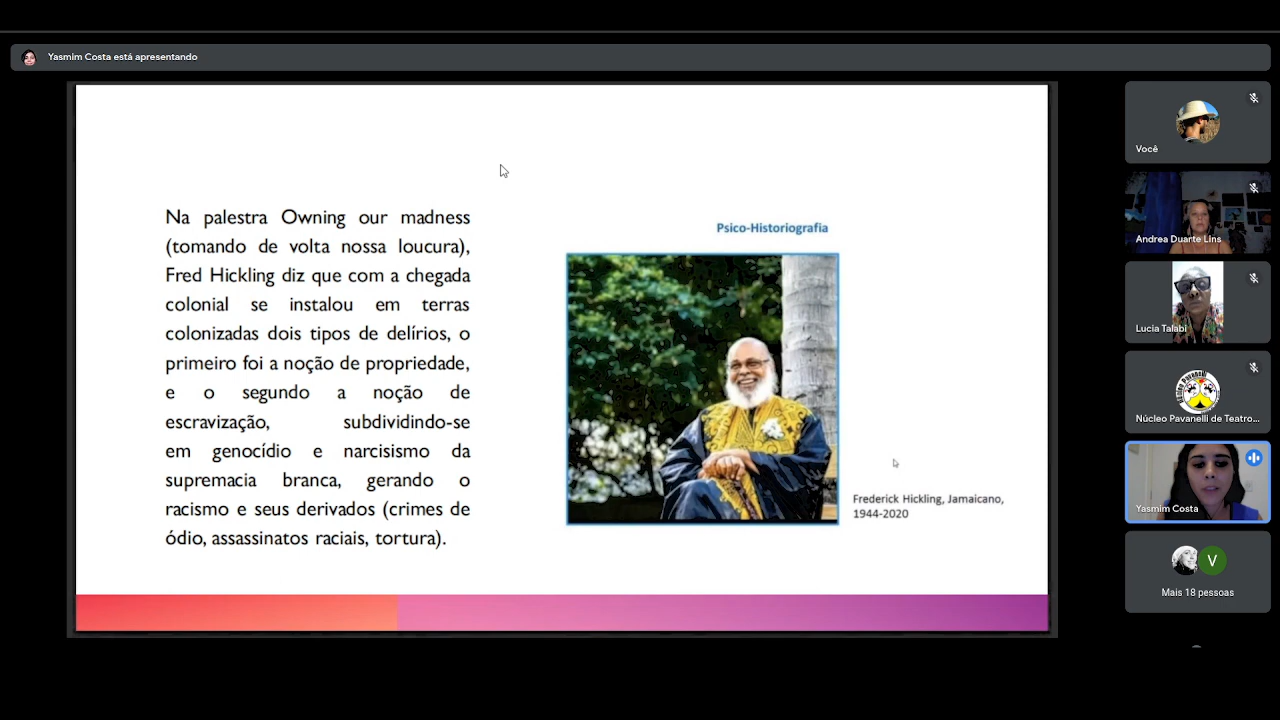 Yasmim Costa está apresentando
Na palestra Owning our madness
(tomando de volta nossa loucura),
Fred Hickling diz que com a chegada
colonial se instalou em terras
colonizadas dois tipos de delírios, o
primeiro foi a noção de propriedade,
e o segundo a noção de
escravização, subdividindo-se
em genocídio e narcisismo da
supremacia branca, gerando o
racismo e seus derivados (crimes de
ódio, assassinatos raciais, tortura).
Psico-Historiografia
Frederick Hickling, Jamaicano,
1944-2020
Você
Andrea Duarte Lins
Lucia Talabi
Núcleo Pavanelli de Teatro...
Yasmim Costa
V
Mais 18 pessoas